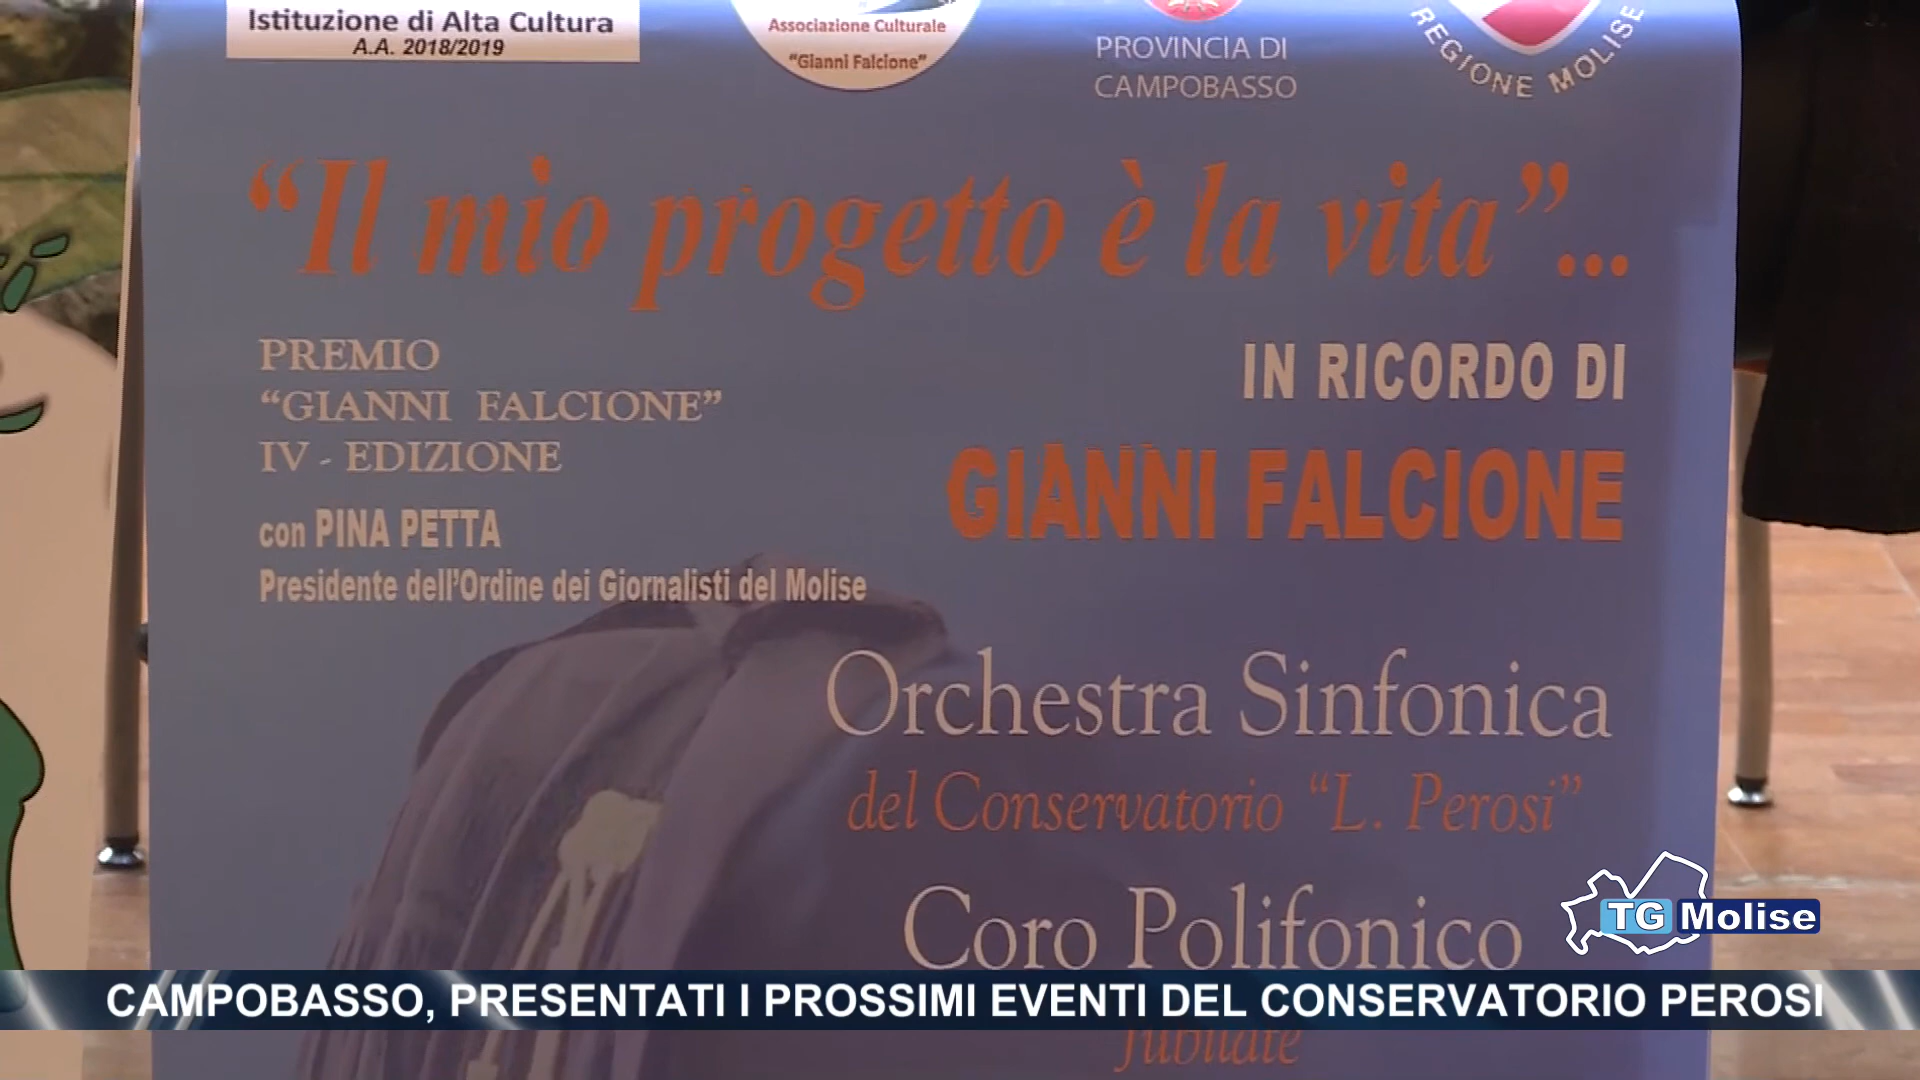 Istituzione di Alta Cultura
A.A. 2018/2019
Associazione Culturale
“Gianni Falcione”
PROVINCIA DI
CAMPOBASSO
REGIONE MOLISE
“Il mio progetto è la vita”...
PREMIO
“GIANNI FALCIONE”
IV - EDIZIONE
con PINA PETTA
Presidente dell’Ordine dei Giornalisti del Molise
IN RICORDO DI
GIANNI FALCIONE
Orchestra Sinfonica
del Conservatorio “L. Perosi”
Coro Polifonico
Jubilate
TG Molise
CAMPOBASSO, PRESENTATI I PROSSIMI EVENTI DEL CONSERVATORIO PEROSI